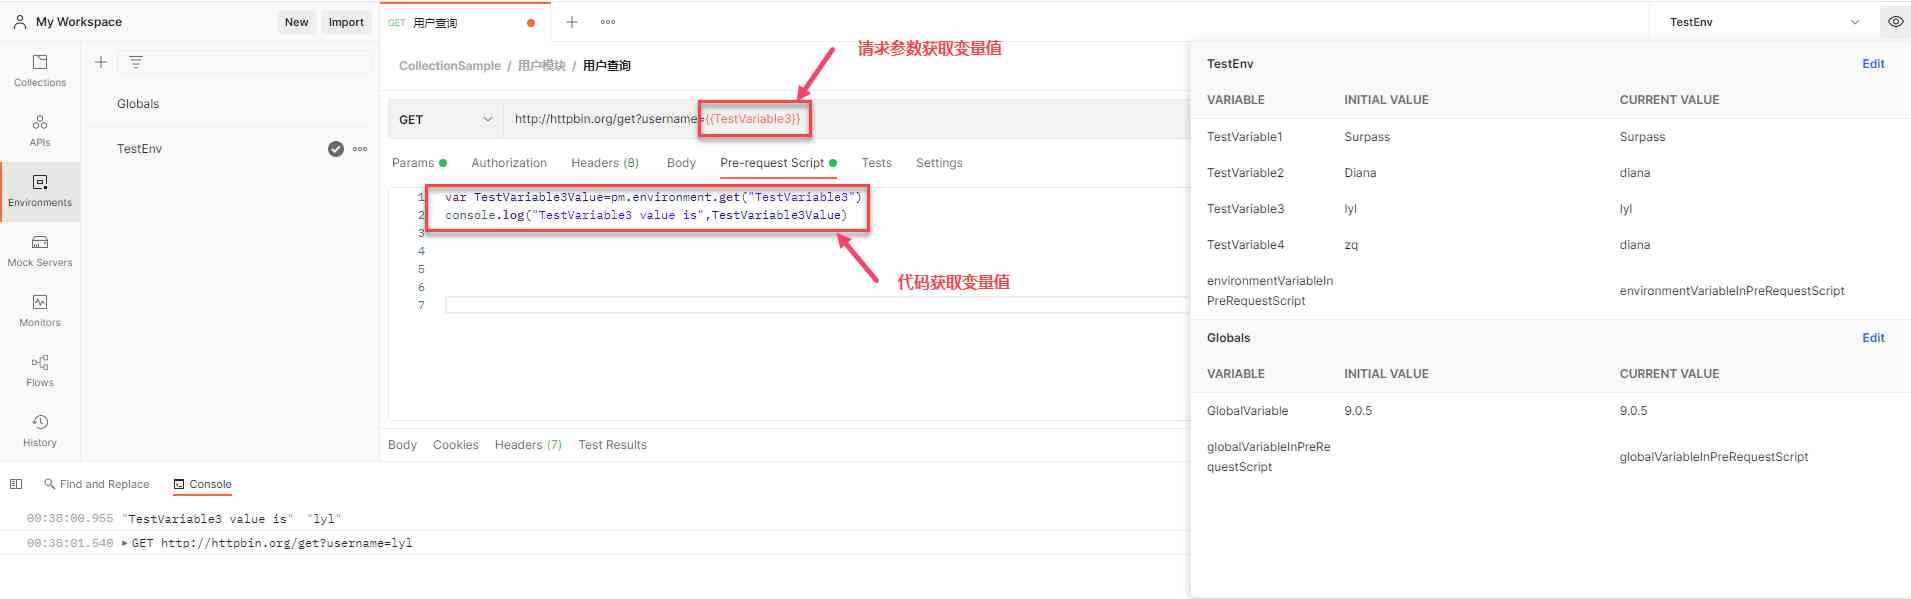 My Workspace
New
Import
GET 用户查询
TestEnv
请求参数获取变量值
Collections
APIs
Environments
Mock Servers
Monitors
Flows
History
Globals
TestEnv
CollectionSample / 用户模块 / 用户查询
GET
http://httpbin.org/get?username={{TestVariable3}}
Params
Authorization
Headers (8)
Body
Pre-request Script
Tests
Settings
1 var TestVariable3Value=pm.environment.get("TestVariable3")
2 console.log("TestVariable3 value is",TestVariable3Value)
3
4
5
6
7
代码获取变量值
Body
Cookies
Headers (7)
Test Results
TestEnv
Edit
VARIABLE INITIAL VALUE CURRENT VALUE
TestVariable1 Surpass Surpass
TestVariable2 Diana diana
TestVariable3 lyl lyl
TestVariable4 zq diana
environmentVariableIn
PreRequestScript
environmentVariableInPreRequestScript
Globals
Edit
VARIABLE INITIAL VALUE CURRENT VALUE
GlobalVariable 9.0.5 9.0.5
globalVariableInPreRe
questScript
globalVariableInPreRequestScript
Find and Replace
Console
00:38:00.955 "TestVariable3 value is" "lyl"
00:38:01.540 GET http://httpbin.org/get?username=lyl